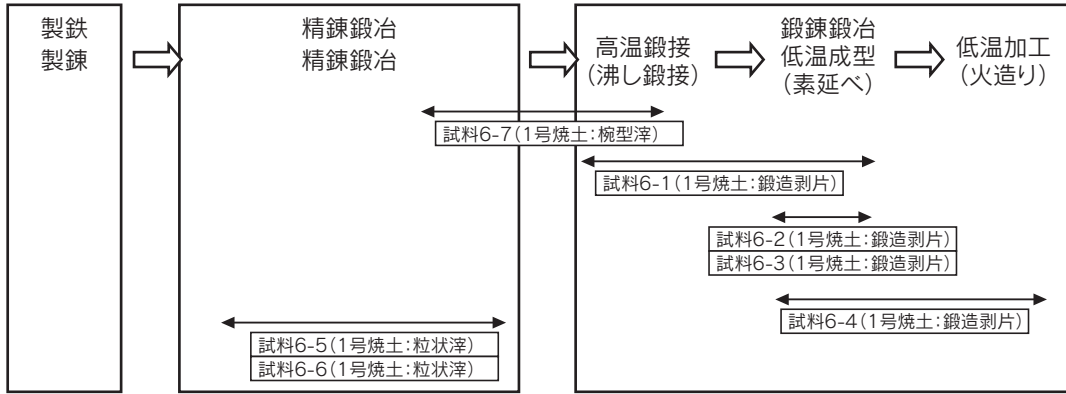 製鉄
製錬
精錬鍛冶
精錬鍛冶
高温鍛接
(沸し鍛接)
鍛錬鍛冶
低温成型
(素延べ)
低温加工
(火造り)
試料6-7(1号焼土:椀型滓)
試料6-1(1号焼土:鍛造剥片)
試料6-2(1号焼土:鍛造剥片)
試料6-3(1号焼土:鍛造剥片)
試料6-4(1号焼土:鍛造剥片)
試料6-5(1号焼土:粒状滓)
試料6-6(1号焼土:粒状滓)